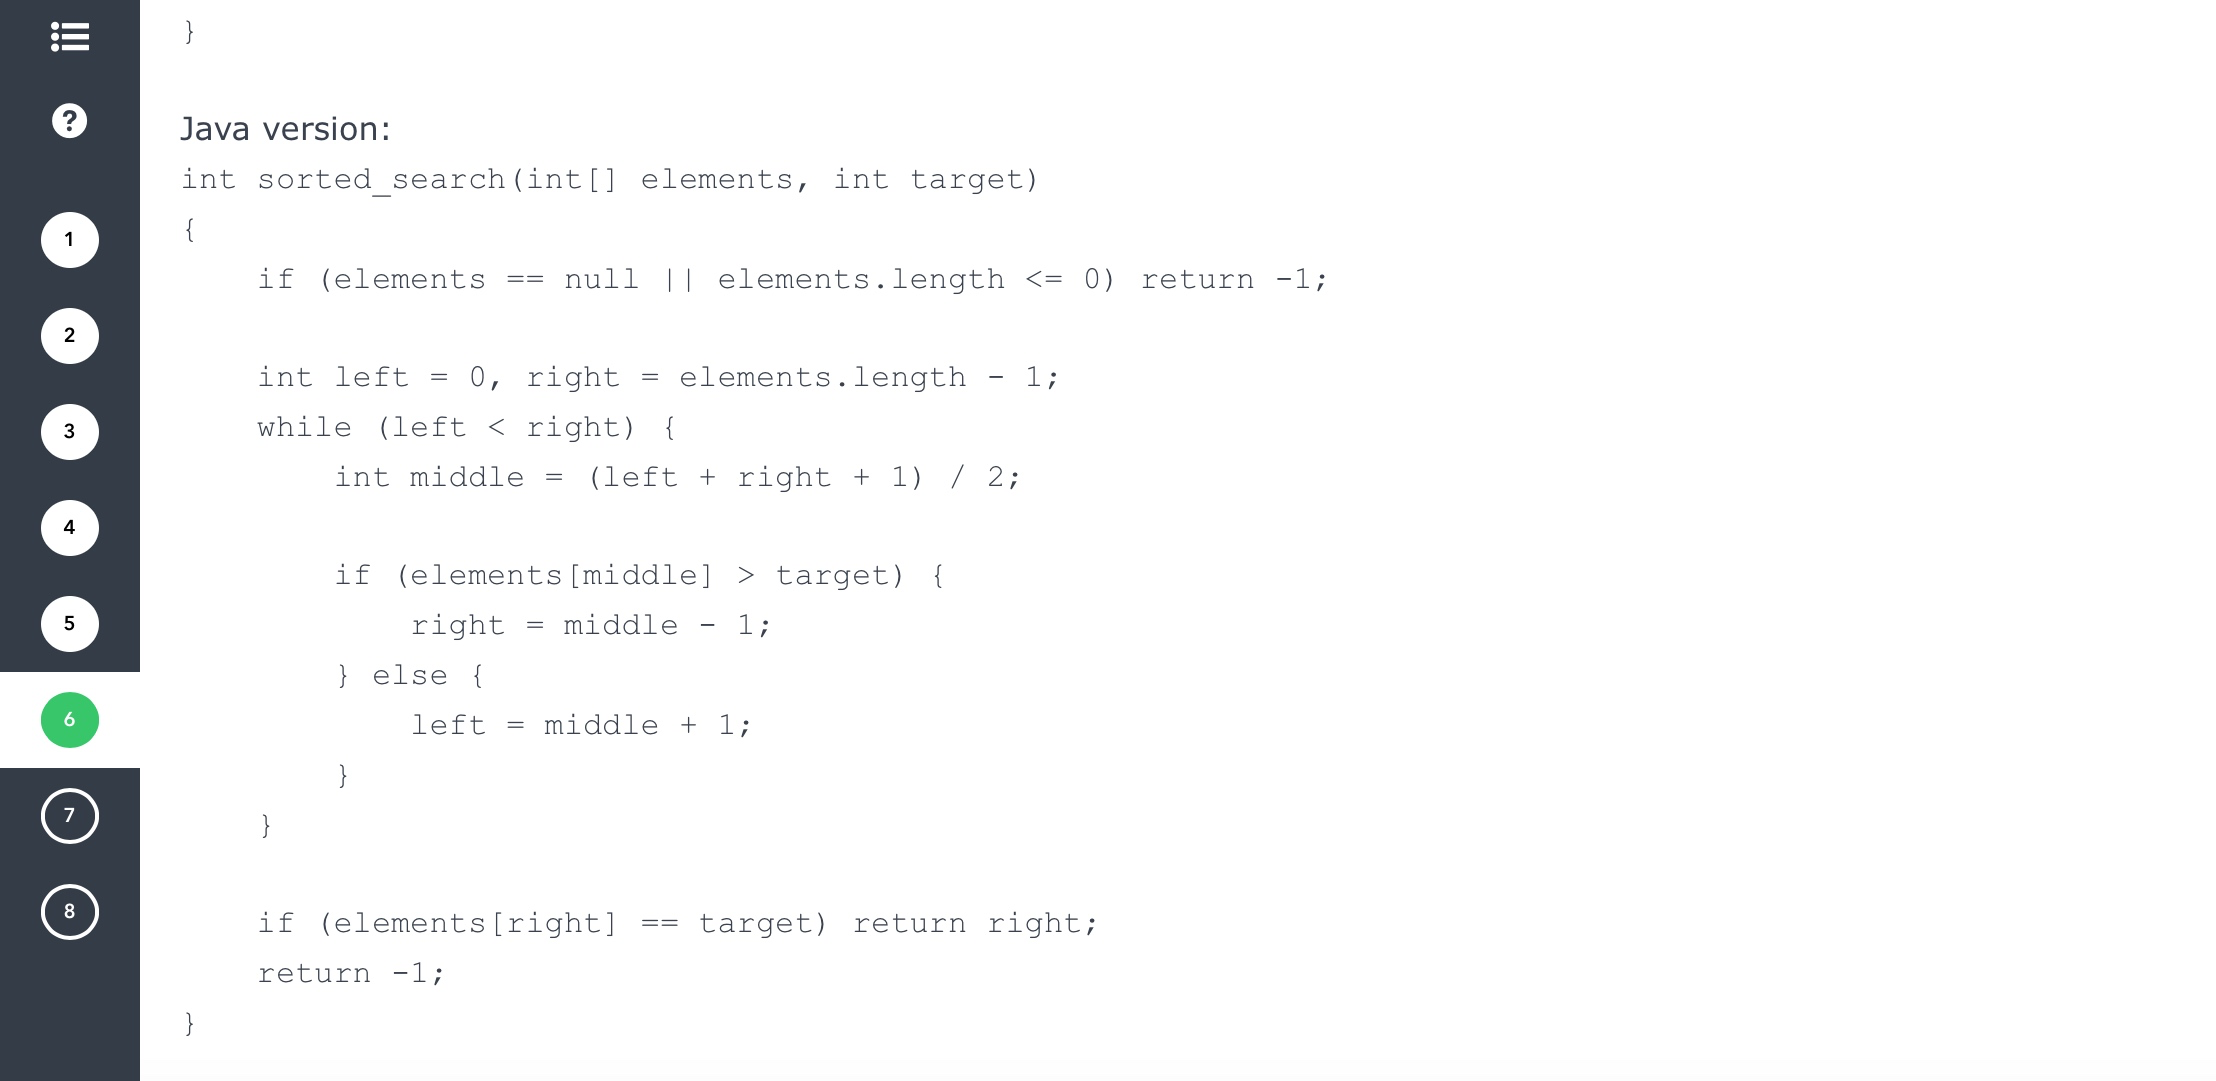 }
?
Java version:
int sorted_search(int[] elements, int target)
{
    if (elements == null || elements.length <= 0) return -1;

    int left = 0, right = elements.length - 1;
    while (left < right) {
        int middle = (left + right + 1) / 2;

        if (elements[middle] > target) {
            right = middle - 1;
        } else {
            left = middle + 1;
        }
    }

    if (elements[right] == target) return right;
    return -1;
}
1
2
3
4
5
6
7
8